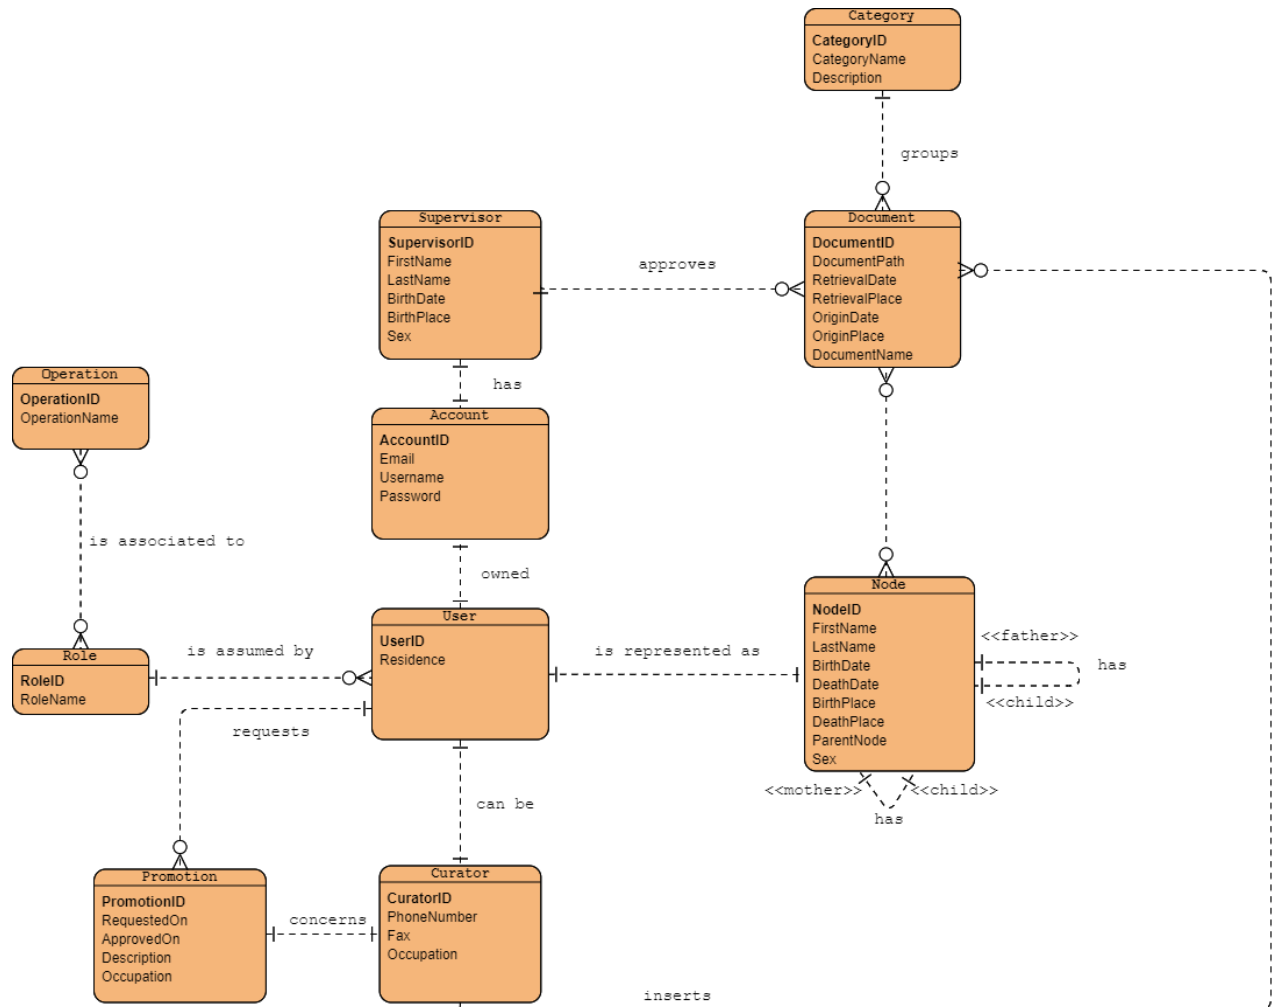 Category
CategoryID
CategoryName
Description
groups
Supervisor
SupervisorID
FirstName
LastName
BirthDate
BirthPlace
Sex
approves
Document
DocumentID
DocumentPath
RetrievalDate
RetrievalPlace
OriginDate
OriginPlace
DocumentName
Operation
OperationID
OperationName
has
Account
AccountID
Email
Username
Password
is associated to
owned
Role
RoleID
RoleName
is assumed by
User
UserID
Residence
is represented as
Node
NodeID
FirstName
LastName
BirthDate
DeathDate
BirthPlace
DeathPlace
ParentNode
Sex
<<father>>
has
<<child>>
<<mother>>
<<child>>
has
requests
can be
Promotion
PromotionID
RequestedOn
ApprovedOn
Description
Occupation
concerns
Curator
CuratorID
PhoneNumber
Fax
Occupation
inserts